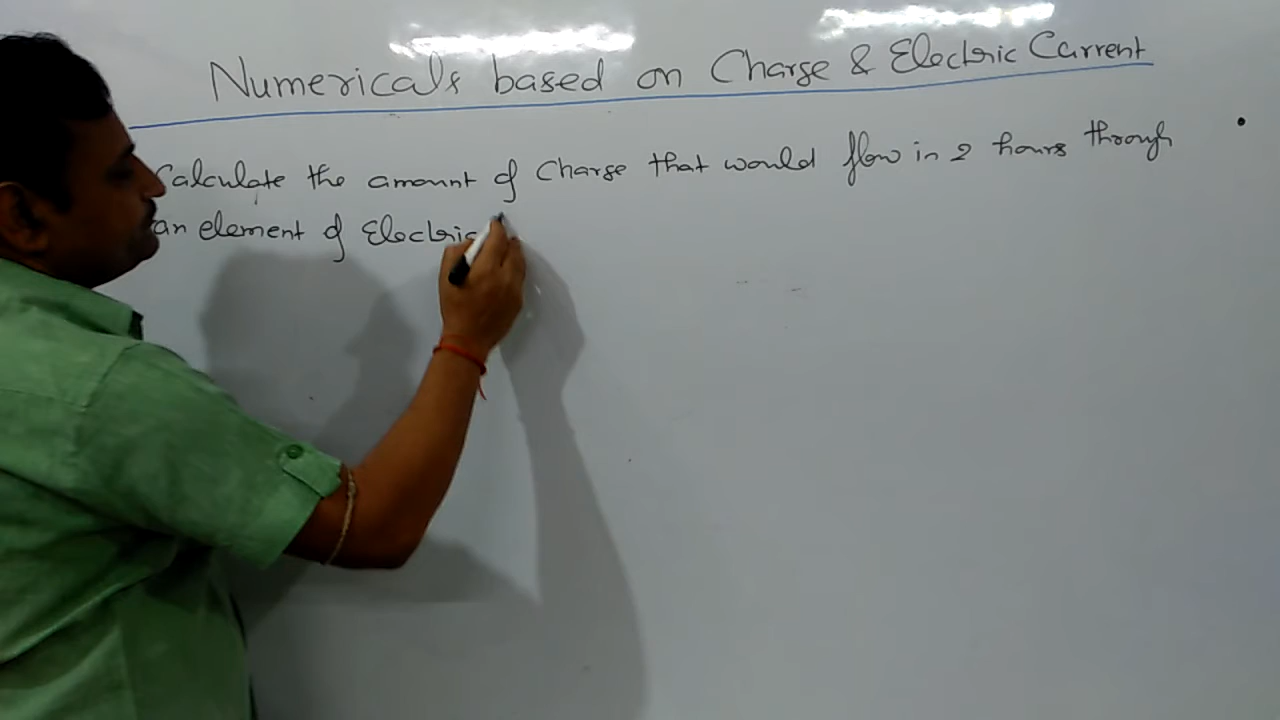 Numericals based on Charge & Electric Current
Calculate the amount of Charge that would flow in 2 hours through
an element of Electric